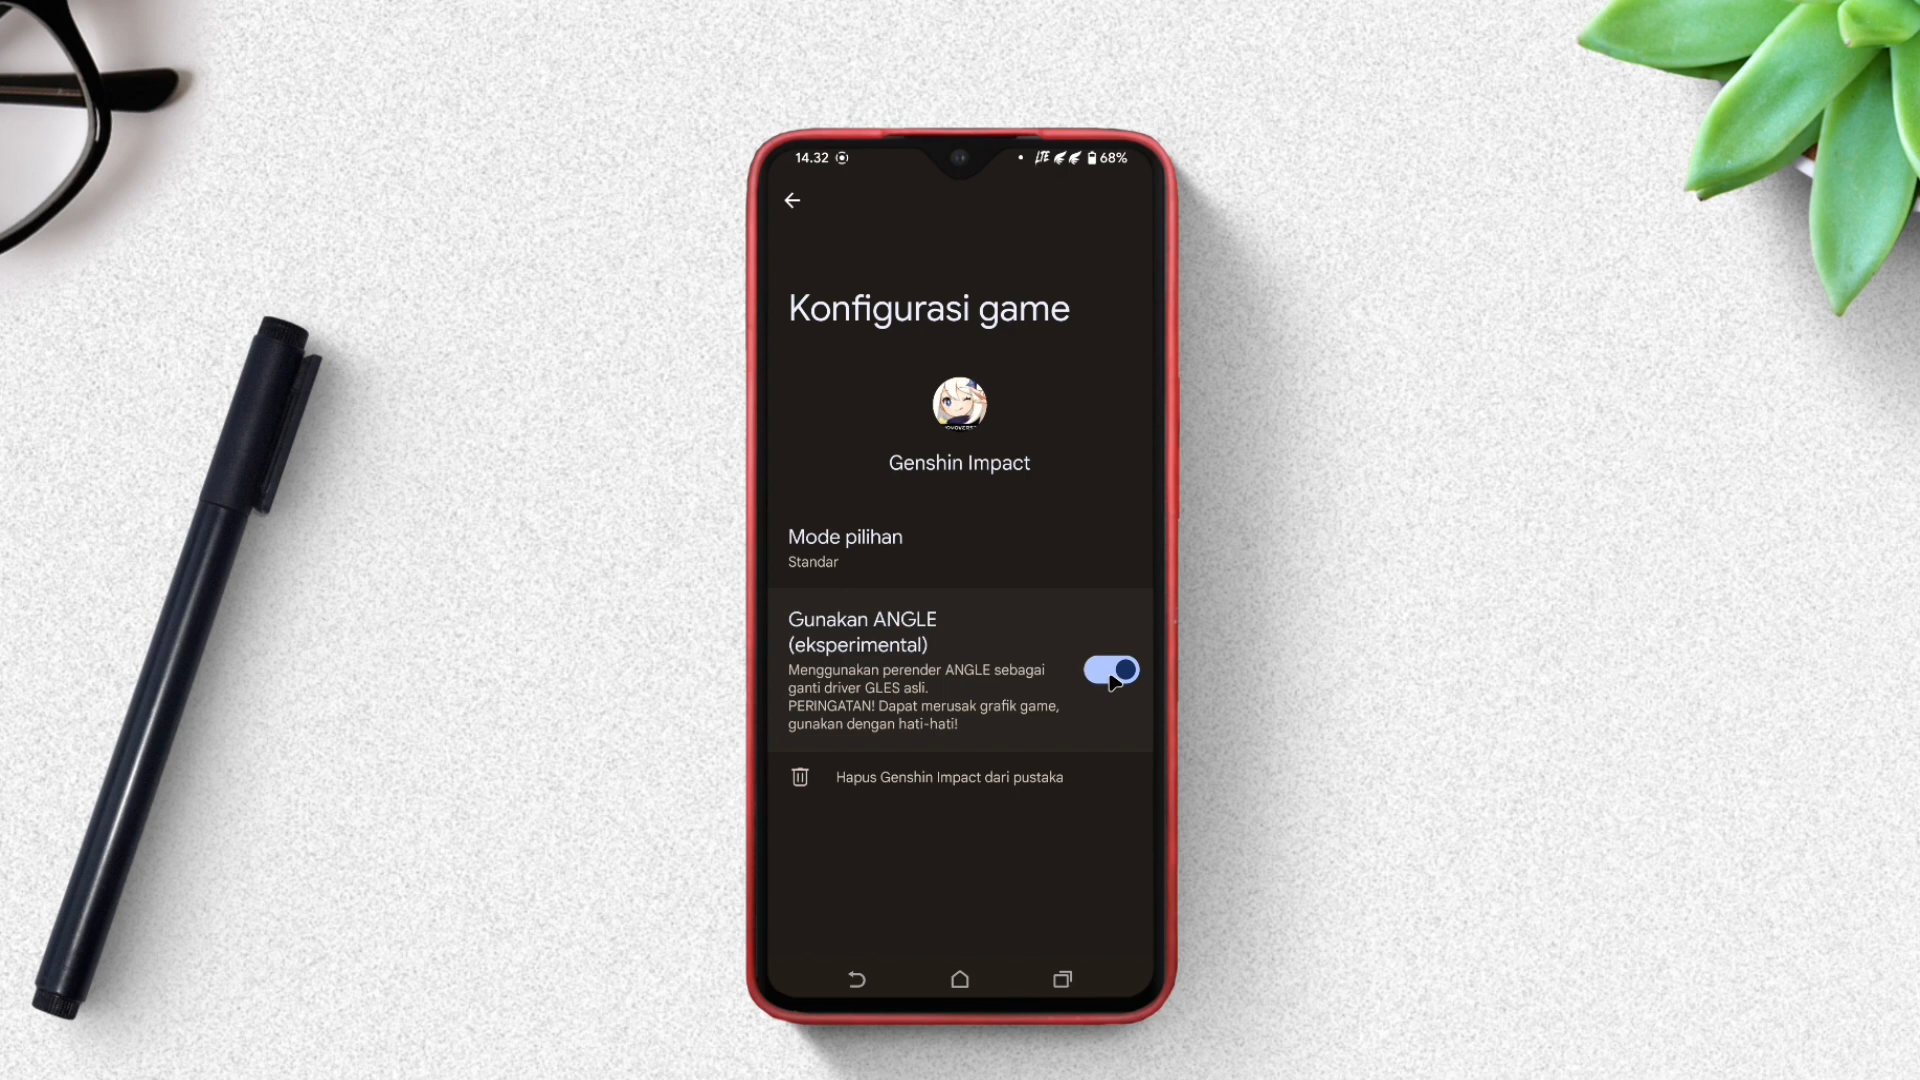 14.32
LTE 68%
Konfigurasi game
Genshin Impact
Mode pilihan
Standar
Gunakan ANGLE
(eksperimental)
Menggunakan perender ANGLE sebagai
ganti driver GLES asli.
PERINGATAN! Dapat merusak grafik game,
gunakan dengan hati-hati!
Hapus Genshin Impact dari pustaka